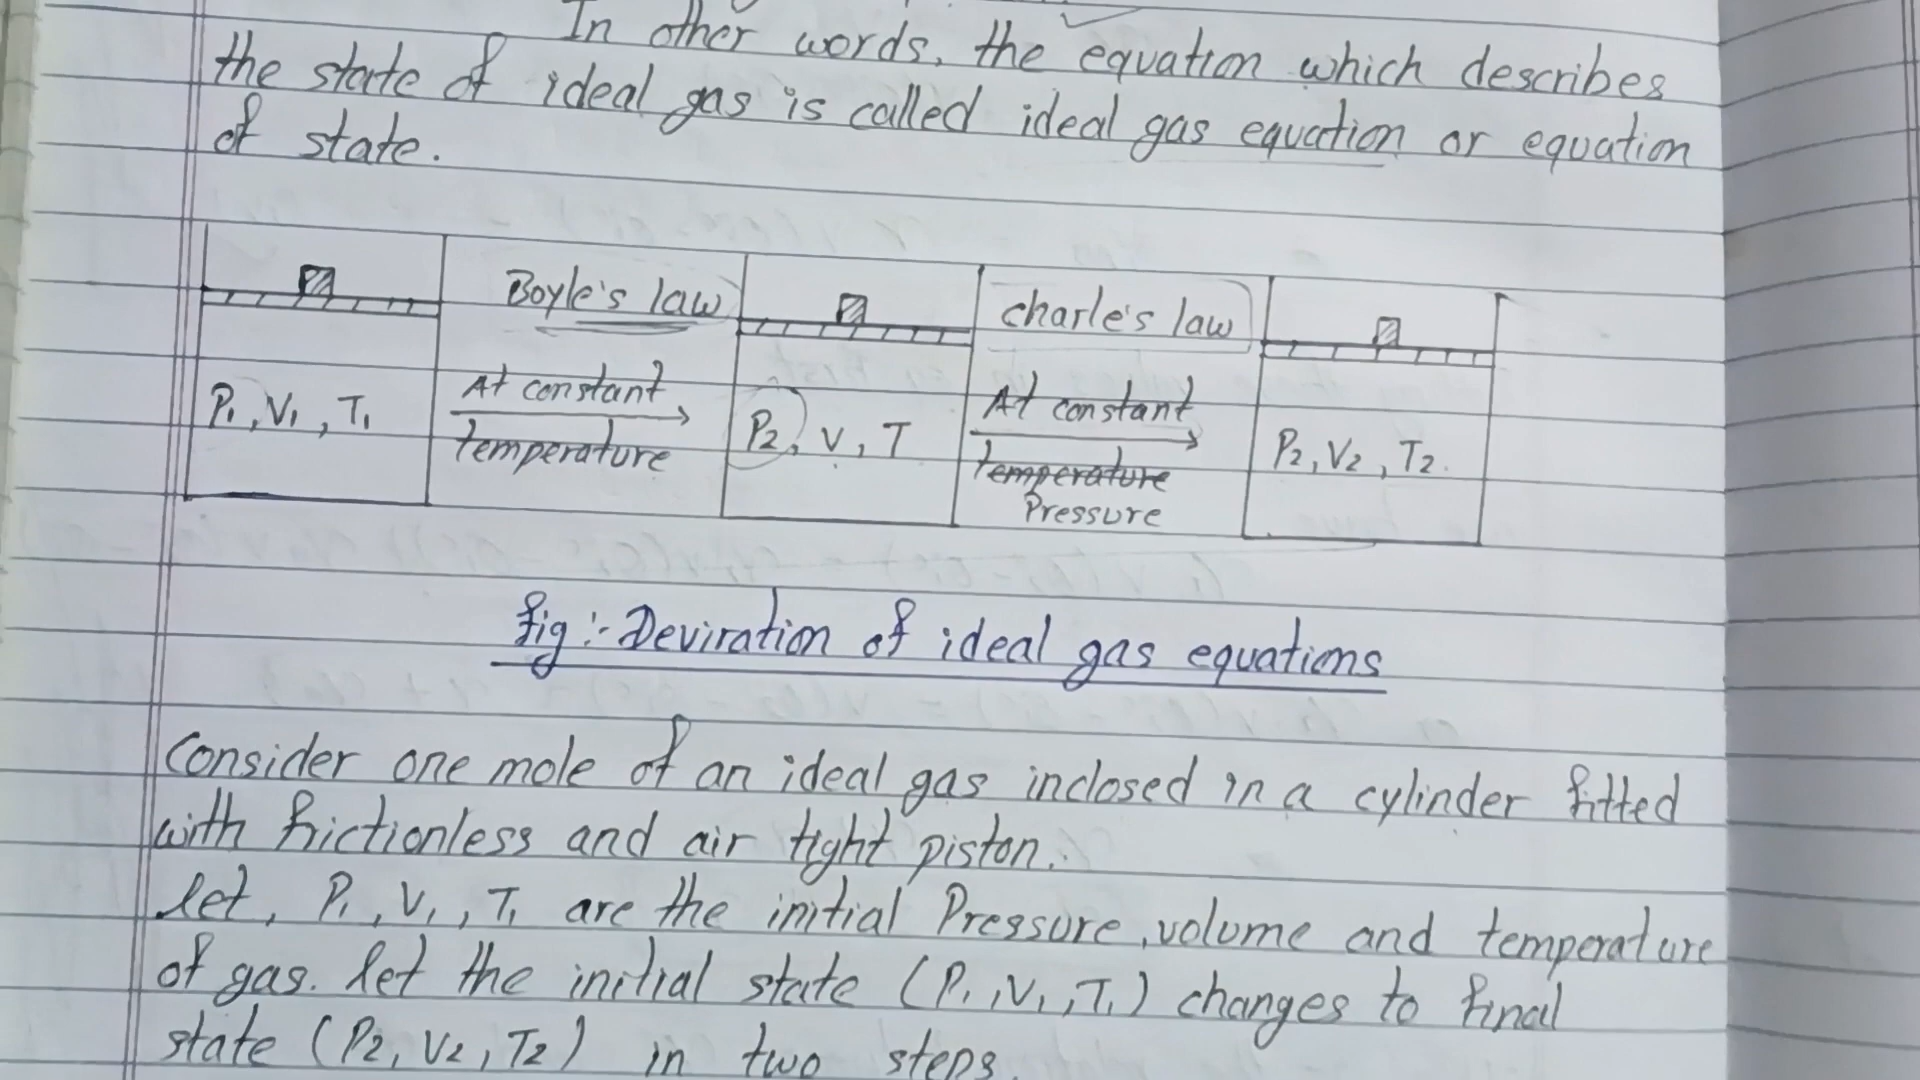 In other words, the equation which describes
the state of ideal gas is called ideal gas equation or equation
of state.
Boyle's law
charle's law
P1, V1, T1
At constant
temperature
P2, V, T
At constant
temperature
Pressure
P2, V2, T2.
fig:- Deviration of ideal gas equations
Consider one mole of an ideal gas inclosed in a cylinder fitted
with frictionless and air tight piston.
let, P1, V1, T1 are the initial Pressure, volume and temperature
of gas. let the initial state (P1, V1, T1) changes to final
state (P2, V2, T2) in two steps.